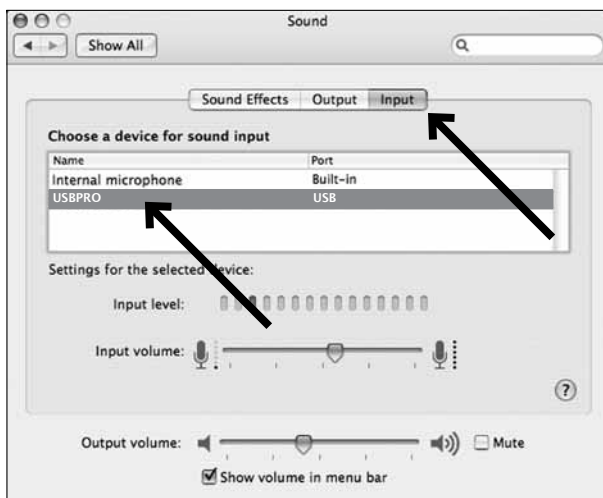 Sound
Show All
Sound Effects Output Input
Choose a device for sound input
Name Port
Internal microphone Built-in
USBPRO USB
Settings for the selected device:
Input level:
Input volume:
?
Output volume: Mute
Show volume in menu bar